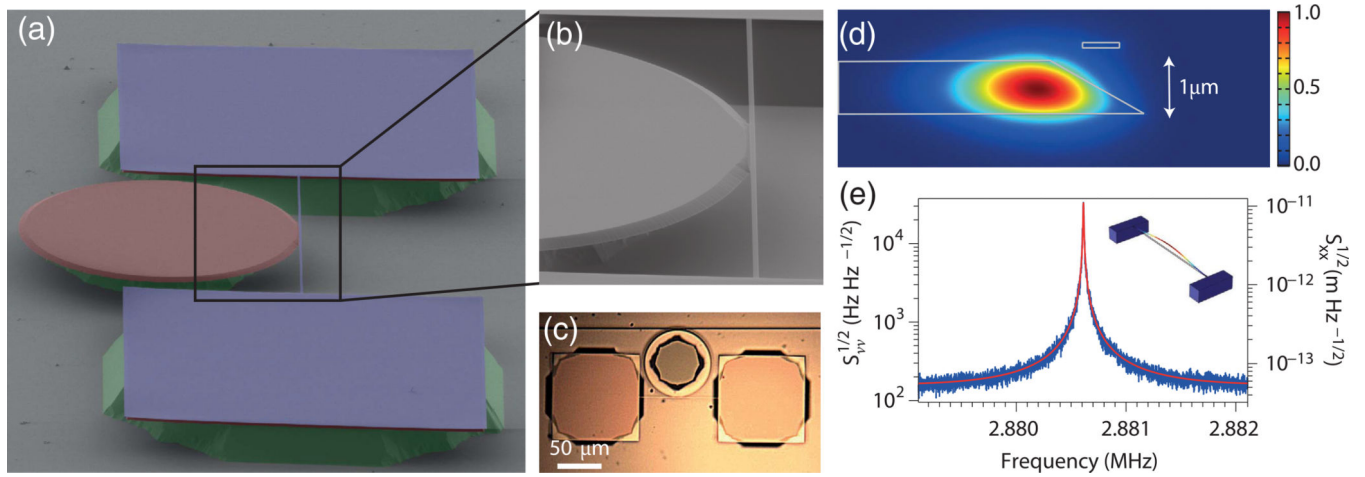 (a)
(b)
(c)
50 µm
(d)
1µm
1.0
0.5
0.0
(e)
S_νν^1/2 (Hz Hz ^−1/2)
10^4
10^3
10^2
10^−11
10^−12
10^−13
S_xx^1/2 (m Hz ^−1/2)
2.880
2.881
2.882
Frequency (MHz)